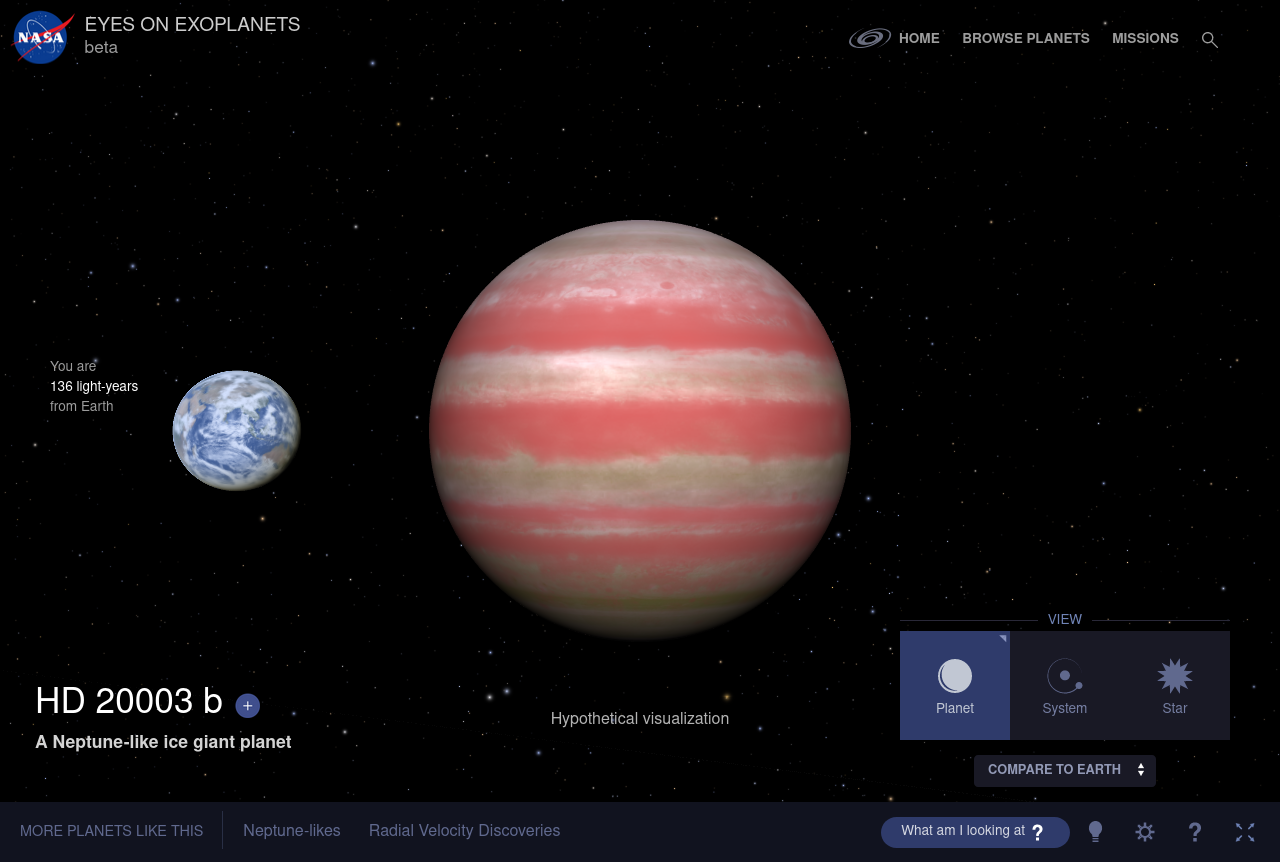 NASA
EYES ON EXOPLANETS
beta
HOME
BROWSE PLANETS
MISSIONS
You are
136 light-years
from Earth
HD 20003 b +
A Neptune-like ice giant planet
Hypothetical visualization
VIEW
Planet
System
Star
COMPARE TO EARTH
MORE PLANETS LIKE THIS
Neptune-likes
Radial Velocity Discoveries
What am I looking at ?
?